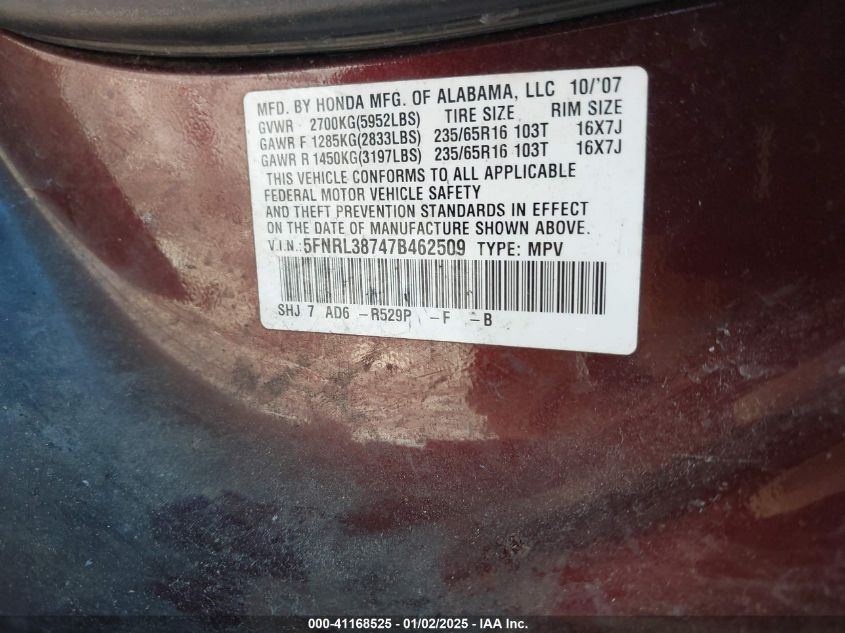 MFD. BY HONDA MFG. OF ALABAMA, LLC 10/'07
GVWR 2700KG(5952LBS) TIRE SIZE RIM SIZE
GAWR F 1285KG(2833LBS) 235/65R16 103T 16X7J
GAWR R 1450KG(3197LBS) 235/65R16 103T 16X7J
THIS VEHICLE CONFORMS TO ALL APPLICABLE
FEDERAL MOTOR VEHICLE SAFETY
AND THEFT PREVENTION STANDARDS IN EFFECT
ON THE DATE OF MANUFACTURE SHOWN ABOVE.
V.I.N.: 5FNRL38747B462509 TYPE: MPV
SHJ 7 AD6 -R529P -F -B
000-41168525 - 01/02/2025 - IAA Inc.